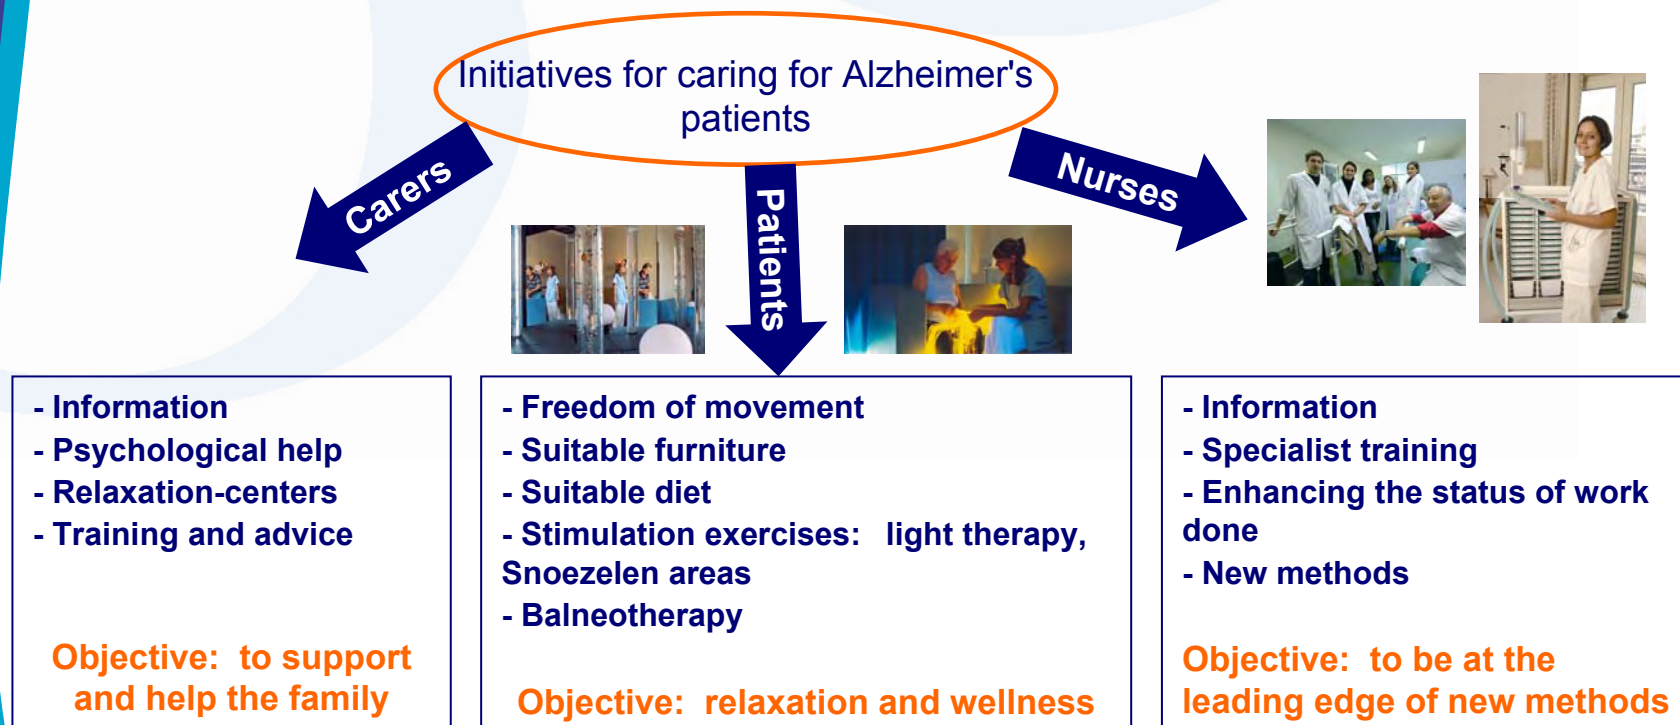 Initiatives for caring for Alzheimer's
patients
Carers
Patients
Nurses
- Information
- Psychological help
- Relaxation-centers
- Training and advice
Objective: to support
and help the family
- Freedom of movement
- Suitable furniture
- Suitable diet
- Stimulation exercises: light therapy,
Snoezelen areas
- Balneotherapy
Objective: relaxation and wellness
- Information
- Specialist training
- Enhancing the status of work
done
- New methods
Objective: to be at the
leading edge of new methods